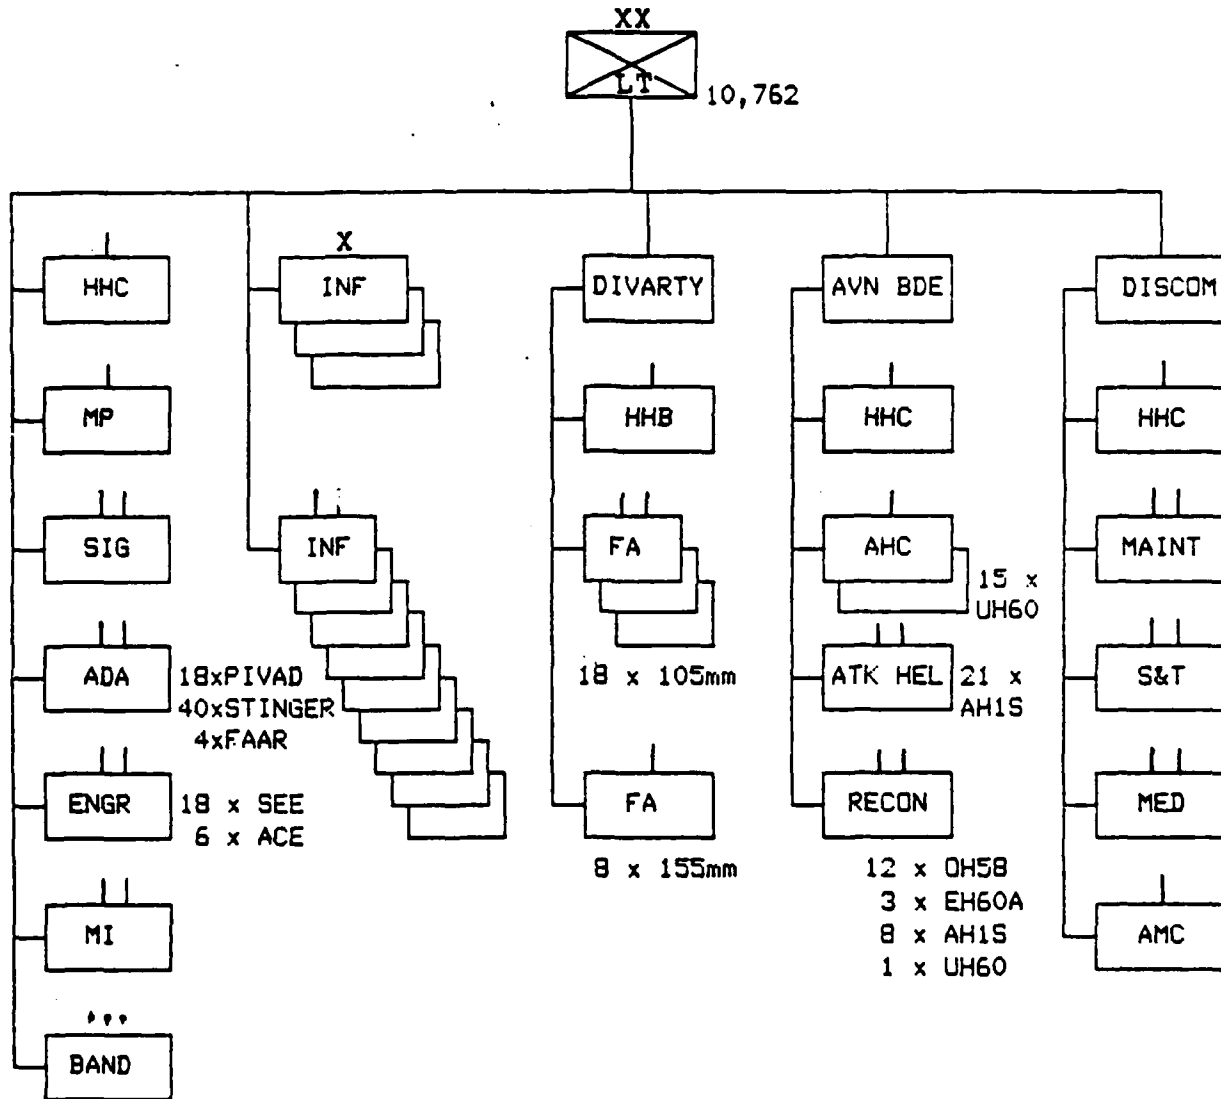 XX
LT
10,762
HHC
MP
SIG
ADA
18xPIVAD
40xSTINGER
4xFAAR
ENGR
18 x SEE
6 x ACE
MI
BAND
X
INF
INF
DIVARTY
HHB
FA
18 x 105mm
FA
8 x 155mm
AVN BDE
HHC
AHC
15 x
UH60
ATK HEL
21 x
AH1S
RECON
12 x OH58
3 x EH60A
8 x AH1S
1 x UH60
DISCOM
HHC
MAINT
S&T
MED
AMC